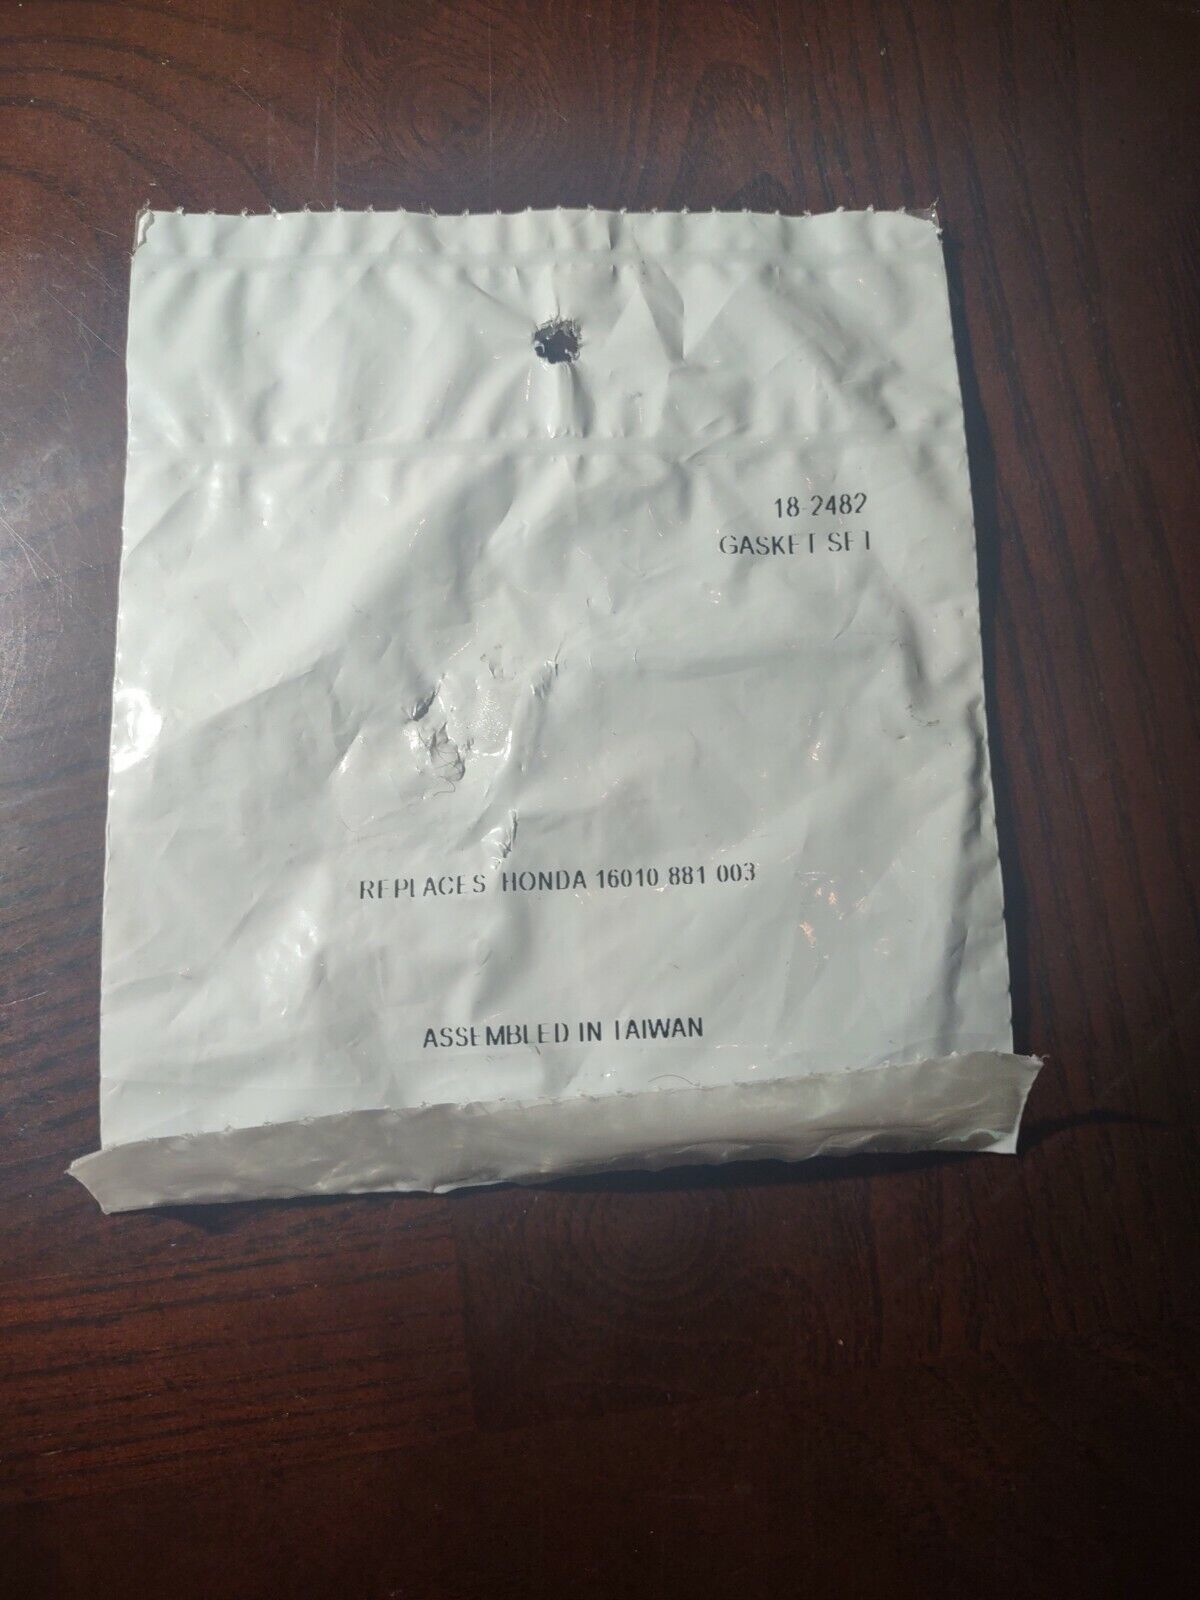 18-2482
GASKET SET
REPLACES HONDA 16010 881 003
ASSEMBLED IN TAIWAN